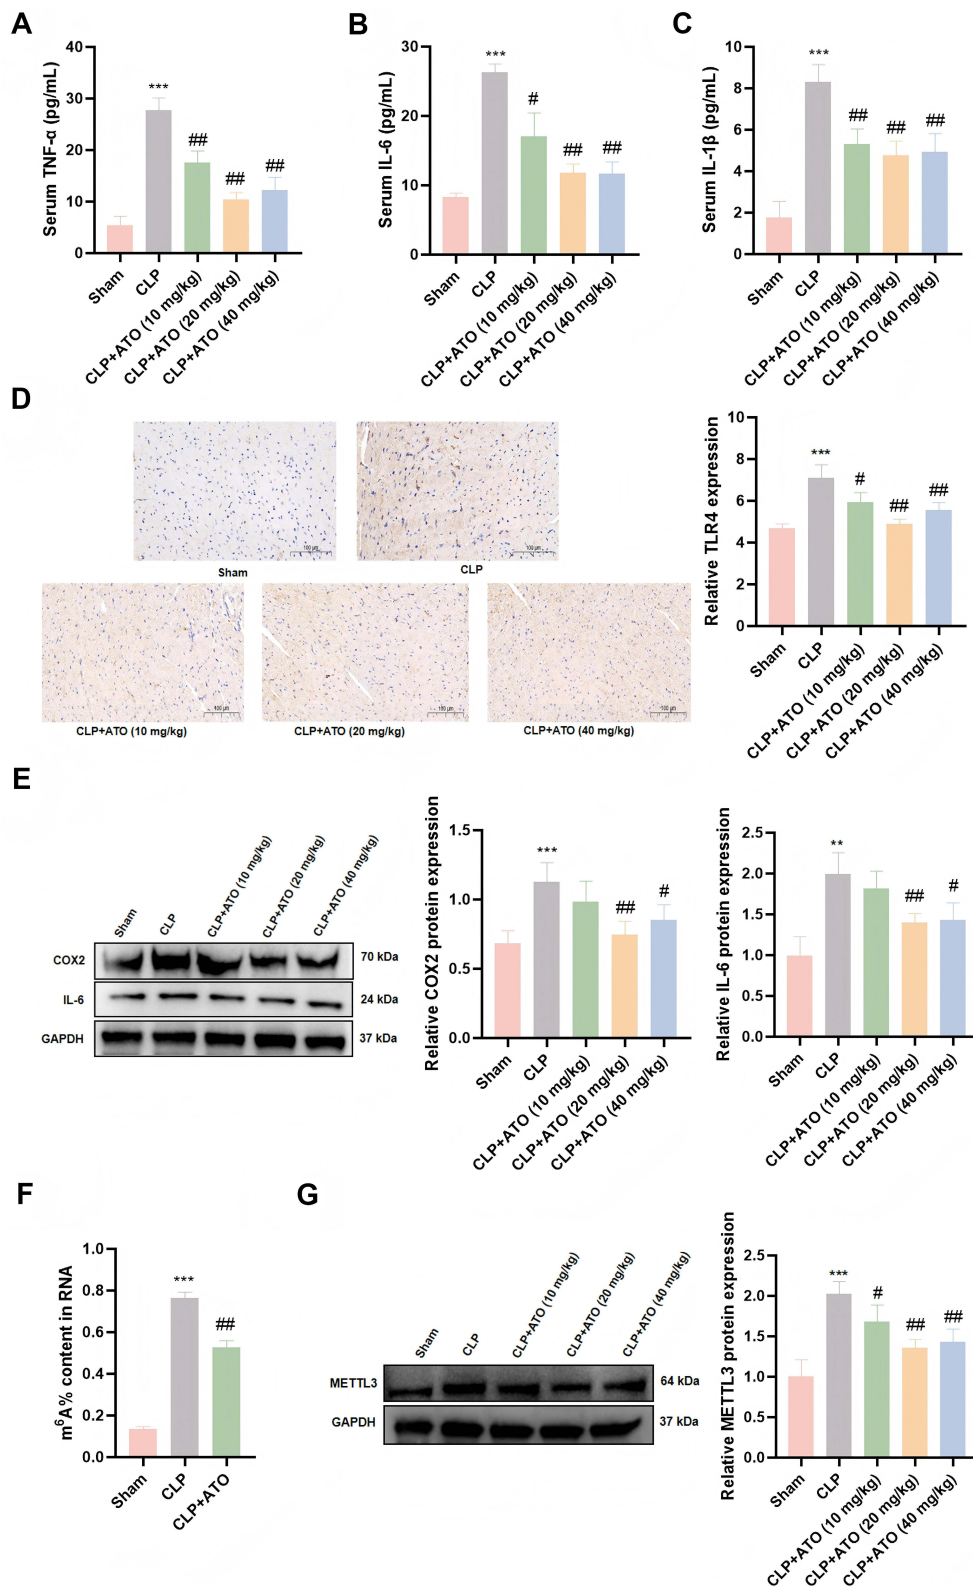 A
B
C
Serum TNF-α (pg/mL)
40
30
20
10
0
***
##
##
##
Sham
CLP
CLP+ATO (10 mg/kg)
CLP+ATO (20 mg/kg)
CLP+ATO (40 mg/kg)
Serum IL-6 (pg/mL)
30
20
10
0
***
#
##
##
Sham
CLP
CLP+ATO (10 mg/kg)
CLP+ATO (20 mg/kg)
CLP+ATO (40 mg/kg)
Serum IL-1β (pg/mL)
10
8
6
4
2
0
***
##
##
##
Sham
CLP
CLP+ATO (10 mg/kg)
CLP+ATO (20 mg/kg)
CLP+ATO (40 mg/kg)
D
100 μm
100 μm
Sham
CLP
100 μm
100 μm
100 μm
CLP+ATO (10 mg/kg)
CLP+ATO (20 mg/kg)
CLP+ATO (40 mg/kg)
Relative TLR4 expression
10
8
6
4
2
0
***
#
##
##
Sham
CLP
CLP+ATO (10 mg/kg)
CLP+ATO (20 mg/kg)
CLP+ATO (40 mg/kg)
E
Sham
CLP
CLP+ATO (10 mg/kg)
CLP+ATO (20 mg/kg)
CLP+ATO (40 mg/kg)
COX2
70 kDa
IL-6
24 kDa
GAPDH
37 kDa
Relative COX2 protein expression
1.5
1.0
0.5
0.0
***
##
#
Sham
CLP
CLP+ATO (10 mg/kg)
CLP+ATO (20 mg/kg)
CLP+ATO (40 mg/kg)
Relative IL-6 protein expression
2.5
2.0
1.5
1.0
0.5
0.0
**
##
#
Sham
CLP
CLP+ATO (10 mg/kg)
CLP+ATO (20 mg/kg)
CLP+ATO (40 mg/kg)
F
m⁶A% content in RNA
1.0
0.8
0.6
0.4
0.2
0.0
***
##
Sham
CLP
CLP+ATO
G
Sham
CLP
CLP+ATO (10 mg/kg)
CLP+ATO (20 mg/kg)
CLP+ATO (40 mg/kg)
METTL3
64 kDa
GAPDH
37 kDa
Relative METTL3 protein expression
2.5
2.0
1.5
1.0
0.5
0.0
***
#
##
##
Sham
CLP
CLP+ATO (10 mg/kg)
CLP+ATO (20 mg/kg)
CLP+ATO (40 mg/kg)